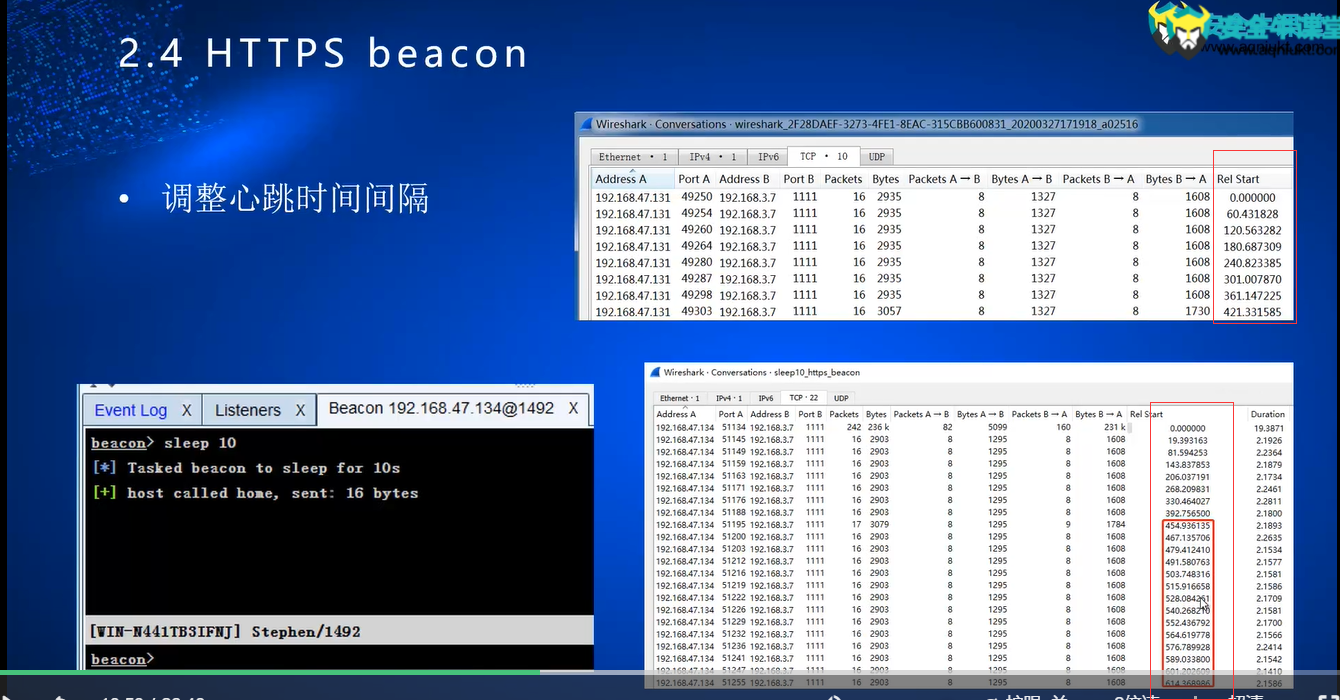 2.4 HTTPS beacon
• 调整心跳时间间隔
Wireshark · Conversations · wireshark_2F28DAEF-3273-4FE1-8EAC-315CBB600831_20200327171918_a02516
Ethernet · 1 IPv4 · 1 IPv6 TCP · 10 UDP
Address A Port A Address B Port B Packets Bytes Packets A → B Bytes A → B Packets B → A Bytes B → A Rel Start
192.168.47.131 49250 192.168.3.7 1111 16 2935 8 1327 8 1608 0.000000
192.168.47.131 49254 192.168.3.7 1111 16 2935 8 1327 8 1608 60.431828
192.168.47.131 49260 192.168.3.7 1111 16 2935 8 1327 8 1608 120.563282
192.168.47.131 49264 192.168.3.7 1111 16 2935 8 1327 8 1608 180.687309
192.168.47.131 49280 192.168.3.7 1111 16 2935 8 1327 8 1608 240.823385
192.168.47.131 49287 192.168.3.7 1111 16 2935 8 1327 8 1608 301.007870
192.168.47.131 49298 192.168.3.7 1111 16 2935 8 1327 8 1608 361.147225
192.168.47.131 49303 192.168.3.7 1111 16 3057 8 1327 8 1730 421.331585
Event Log X Listeners X Beacon 192.168.47.134@1492 X
beacon> sleep 10
[*] Tasked beacon to sleep for 10s
[+] host called home, sent: 16 bytes
[WIN-N441TB3IFNJ] Stephen/1492
beacon>
Wireshark · Conversations · sleep10_https_beacon
Ethernet · 1 IPv4 · 1 IPv6 TCP · 22 UDP
Address A Port A Address B Port B Packets Bytes Packets A → B Bytes A → B Packets B → A Bytes B → A Rel Start Duration
192.168.47.134 51134 192.168.3.7 1111 242 236 k 82 5099 160 231 k 0.000000 19.3871
192.168.47.134 51145 192.168.3.7 1111 16 2903 8 1295 8 1608 19.393163 2.1926
192.168.47.134 51149 192.168.3.7 1111 16 2903 8 1295 8 1608 81.594253 2.2364
192.168.47.134 51159 192.168.3.7 1111 16 2903 8 1295 8 1608 143.837853 2.1879
192.168.47.134 51163 192.168.3.7 1111 16 2903 8 1295 8 1608 206.037191 2.1734
192.168.47.134 51171 192.168.3.7 1111 16 2903 8 1295 8 1608 268.209831 2.2461
192.168.47.134 51176 192.168.3.7 1111 16 2903 8 1295 8 1608 330.464027 2.2811
192.168.47.134 51188 192.168.3.7 1111 16 2903 8 1295 8 1608 392.756500 2.1800
192.168.47.134 51195 192.168.3.7 1111 17 3079 8 1295 9 1784 454.936135 2.1893
192.168.47.134 51200 192.168.3.7 1111 16 2903 8 1295 8 1608 467.135706 2.2635
192.168.47.134 51203 192.168.3.7 1111 16 2903 8 1295 8 1608 479.412410 2.1534
192.168.47.134 51212 192.168.3.7 1111 16 2903 8 1295 8 1608 491.580763 2.1577
192.168.47.134 51216 192.168.3.7 1111 16 2903 8 1295 8 1608 503.748316 2.1581
192.168.47.134 51219 192.168.3.7 1111 16 2903 8 1295 8 1608 515.916658 2.1586
192.168.47.134 51222 192.168.3.7 1111 16 2903 8 1295 8 1608 2.1709
192.168.47.134 51226 192.168.3.7 1111 16 2903 8 1295 8 1608 2.1581
192.168.47.134 51229 192.168.3.7 1111 16 2903 8 1295 8 1608 552.436792 2.1700
192.168.47.134 51232 192.168.3.7 1111 16 2903 8 1295 8 1608 564.619778 2.1566
192.168.47.134 51236 192.168.3.7 1111 16 2903 8 1295 8 1608 576.789928 2.2414
192.168.47.134 51241 192.168.3.7 1111 16 2903 8 1295 8 1608 589.033800 2.1542
192.168.47.134 51255 192.168.3.7 1111 16 2903 8 1295 8 1608 614.368986 2.1586